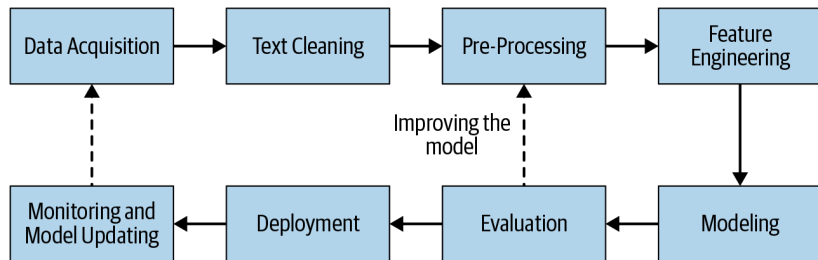 Data Acquisition
Text Cleaning
Pre-Processing
Feature
Engineering
Improving the
model
Monitoring and
Model Updating
Deployment
Evaluation
Modeling